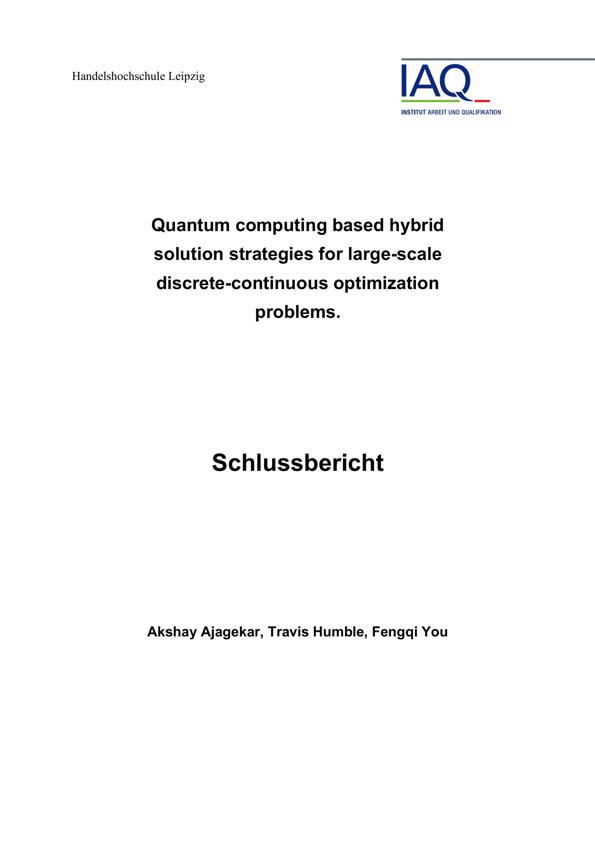 Handelshochschule Leipzig
IAQ
INSTITUT ARBEIT UND QUALIFIKATION
Quantum computing based hybrid
solution strategies for large-scale
discrete-continuous optimization
problems.
Schlussbericht
Akshay Ajagekar, Travis Humble, Fengqi You